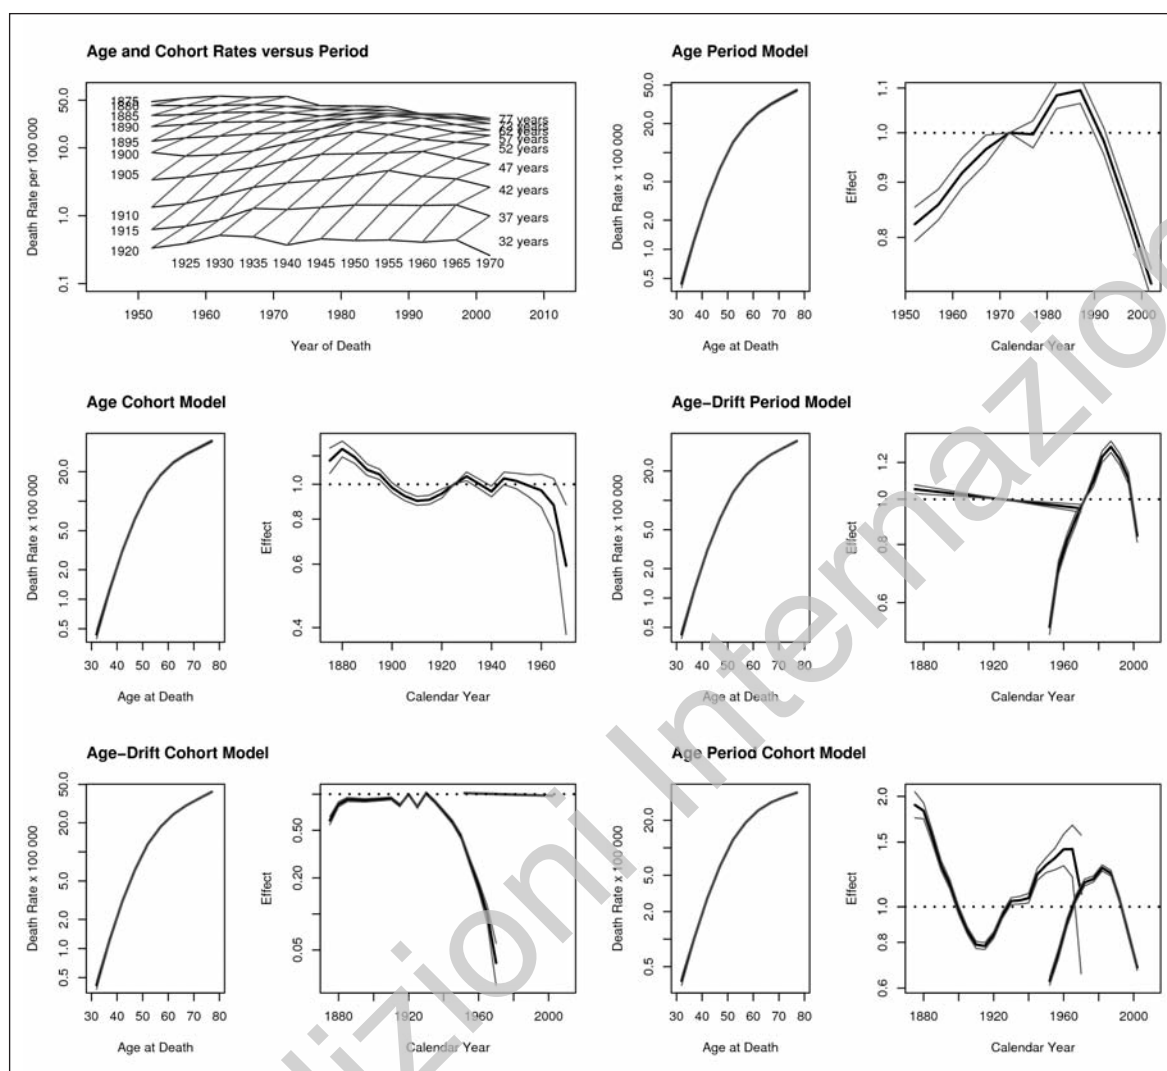 Age and Cohort Rates versus Period
Death Rate per 100 000
50.0
10.0
1.0
0.1
1875
1880
1885
1890
1895
1900
1905
1910
1915
1920
1925 1930 1935 1940 1945 1950 1955 1960 1965 1970
77 years
72 years
62 years
57 years
52 years
47 years
42 years
37 years
32 years
1950 1960 1970 1980 1990 2000 2010
Year of Death
Age Period Model
Death Rate x 100 000
50.0
20.0
5.0
2.0
1.0
0.5
30 40 50 60 70 80
Age at Death
Effect
1.1
1.0
0.9
0.8
1950 1960 1970 1980 1990 2000
Calendar Year
Age Cohort Model
Death Rate x 100 000
20.0
5.0
2.0
1.0
0.5
30 40 50 60 70 80
Age at Death
Effect
1.0
0.8
0.6
0.4
1880 1900 1920 1940 1960
Calendar Year
Age−Drift Period Model
Death Rate x 100 000
20.0
5.0
2.0
1.0
0.5
30 40 50 60 70 80
Age at Death
Effect
1.2
1.0
0.8
0.6
1880 1920 1960 2000
Calendar Year
Age−Drift Cohort Model
Death Rate x 100 000
50.0
20.0
5.0
2.0
1.0
0.5
30 40 50 60 70 80
Age at Death
Effect
0.50
0.20
0.05
1880 1920 1960 2000
Calendar Year
Age Period Cohort Model
Death Rate x 100 000
20.0
5.0
2.0
0.5
30 40 50 60 70 80
Age at Death
Effect
2.0
1.5
1.0
0.8
0.6
1880 1920 1960 2000
Calendar Year
dizioni Internazion